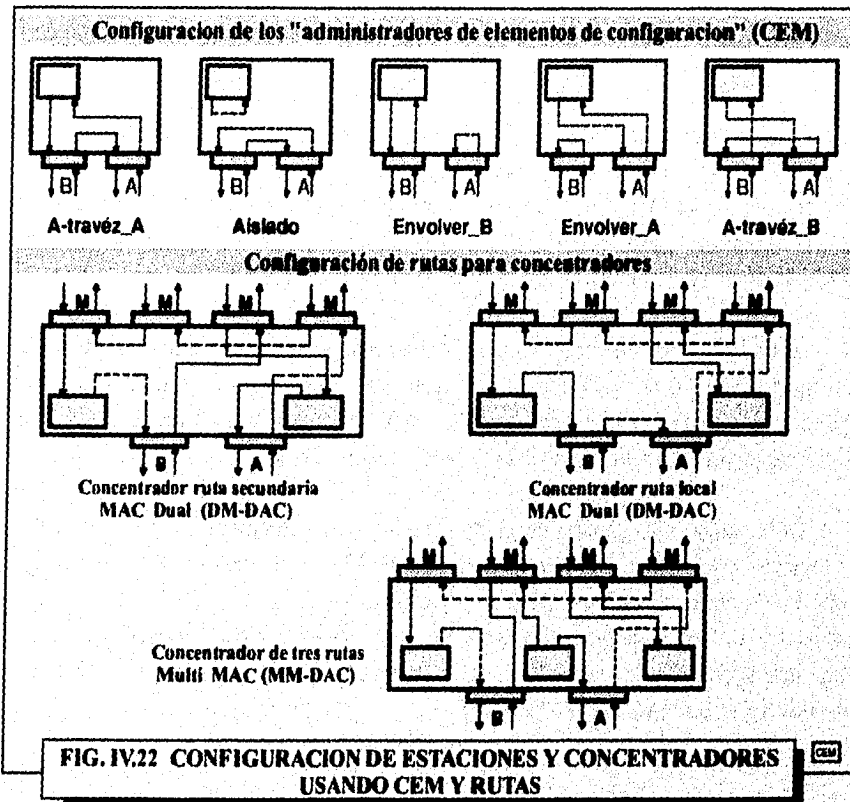 Configuracion de los "administradores de elementos de configuracion" (CEM)
B A B A B A B A B A
A-travéz_A Aislado Envolver_B Envolver_A A-travéz_B
Configuración de rutas para concentradores
M M M M M M M M
B A B A
Concentrador ruta secundaria
MAC Dual (DM-DAC)
Concentrador ruta local
MAC Dual (DM-DAC)
M M M M
Concentrador de tres rutas
Multi MAC (MM-DAC)
B A
CEM
FIG. IV.22 CONFIGURACION DE ESTACIONES Y CONCENTRADORES
USANDO CEM Y RUTAS